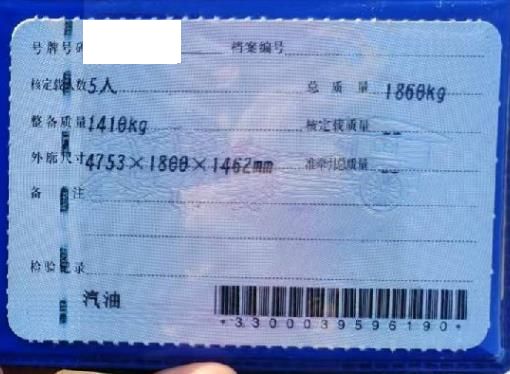 号牌号码 档案编号
核定载人数 5人 总质量 1860kg
整备质量 1410kg 核定载质量 --
外廓尺寸 4753×1800×1462mm 准牵引总质量 --
备注
检验记录
汽油
*3300039596190*